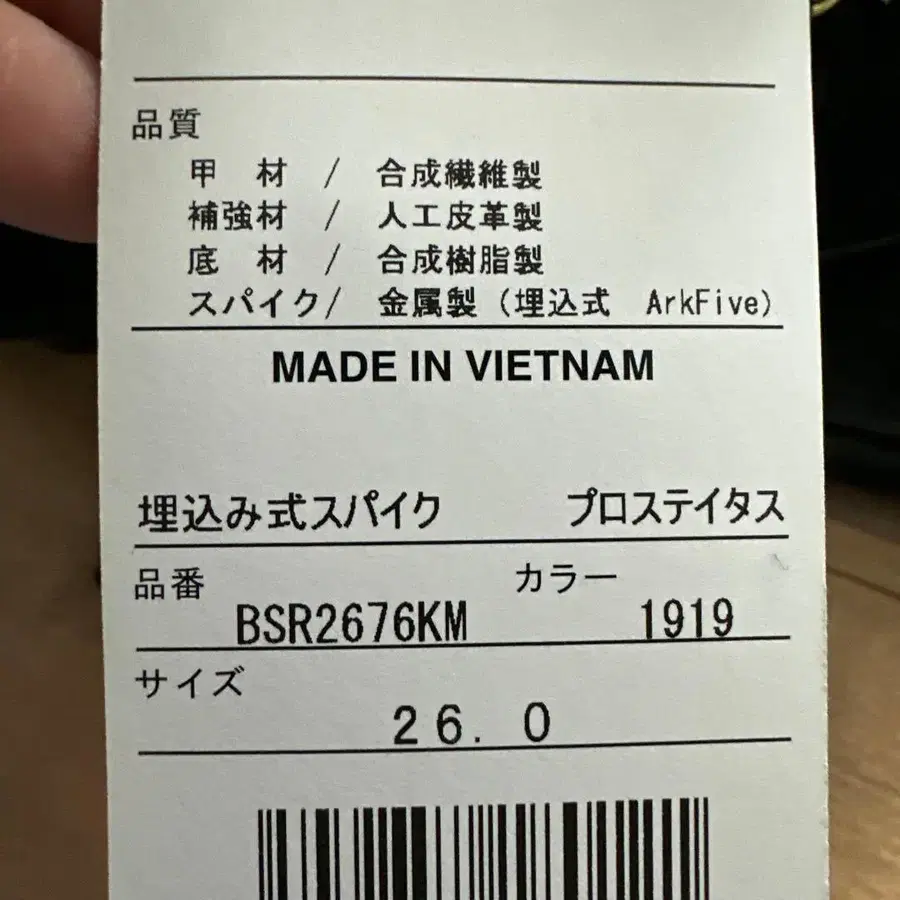 品質
甲 材 / 合成繊維製
補強材 / 人工皮革製
底 材 / 合成樹脂製
スパイク/ 金属製 (埋込式 ArkFive)
MADE IN VIETNAM
埋込み式スパイク プロステイタス
品番 カラー
BSR2676KM 1919
サイズ
26.0